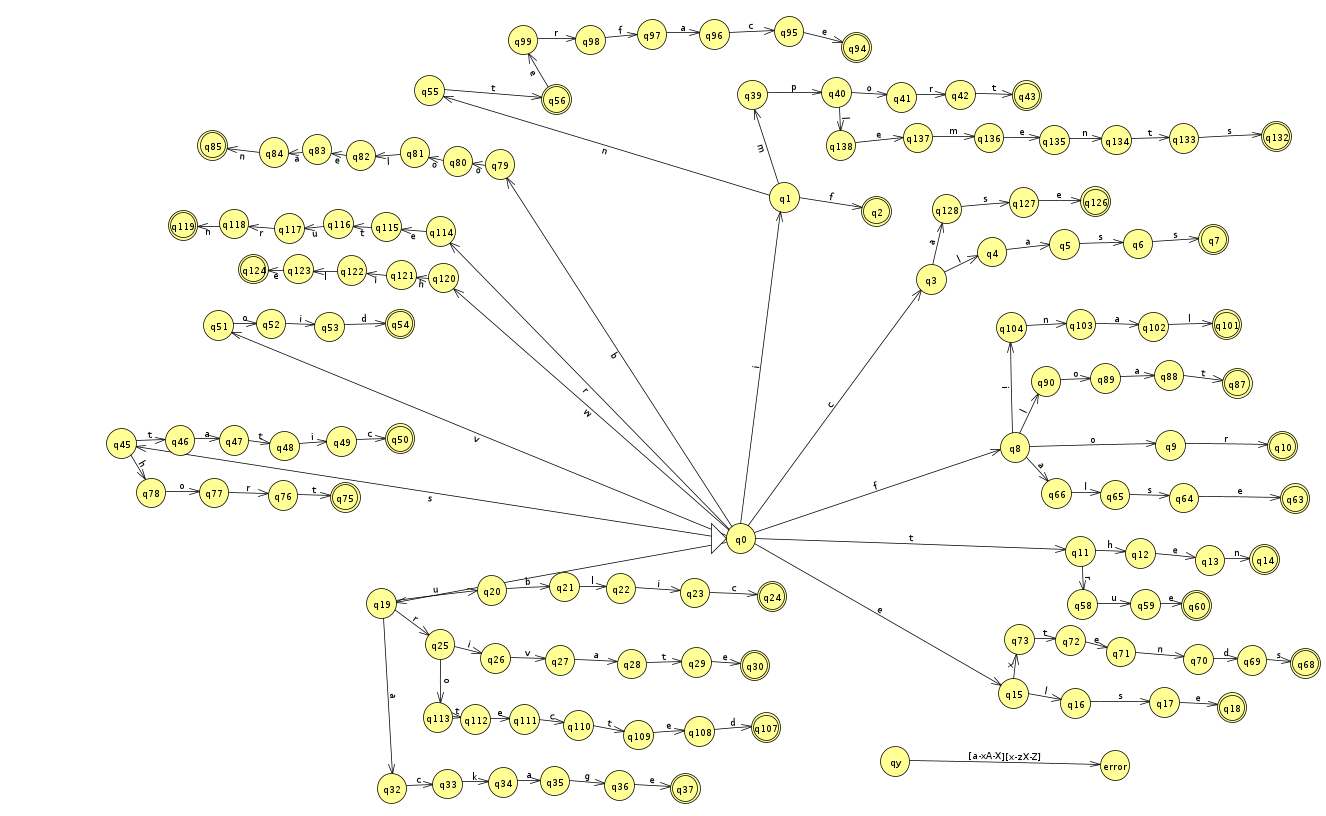 q99 r q98 f q97 a q96 c q95 e q94
e
q55 t q56
q39 p q40 o q41 r q42 t q43
l
q138 e q137 m q136 e q135 n q134 t q133 s q132
q85 n q84 a q83 e q82 l q81 o q80 o q79
n m
q1 f q2
q119 n r q118 q117 u q116 t q115 e q114
q128 s q127 e q126
a
q3 l q4 a q5 s q6 s q7
q124 e q123 l q122 i q121 h q120
q51 o q52 i q53 d q54
q104 n q103 a q102 l q101
b i r w c v
i l
q90 o q89 a q88 t q87
q45 t q46 a q47 t q48 i q49 c q50
q8 o q9 r q10
h s f a
q78 o q77 r q76 t q75
q66 l q65 s q64 e q63
q0 t q11 h q12 e q13 n q14
r
q58 u q59 e q60
q19 u q20 b q21 l q22 i q23 c q24
e
r
q25 i q26 v q27 a q28 t q29 e q30
q73 t q72 e q71 n q70 d q69 s q68
x
q15 l q16 s q17 e q18
a o
q113 t q112 e q111 c q110 t q109 e q108 d q107
qy [a-xA-X][x-zX-Z] error
q32 c q33 k q34 a q35 g q36 e q37